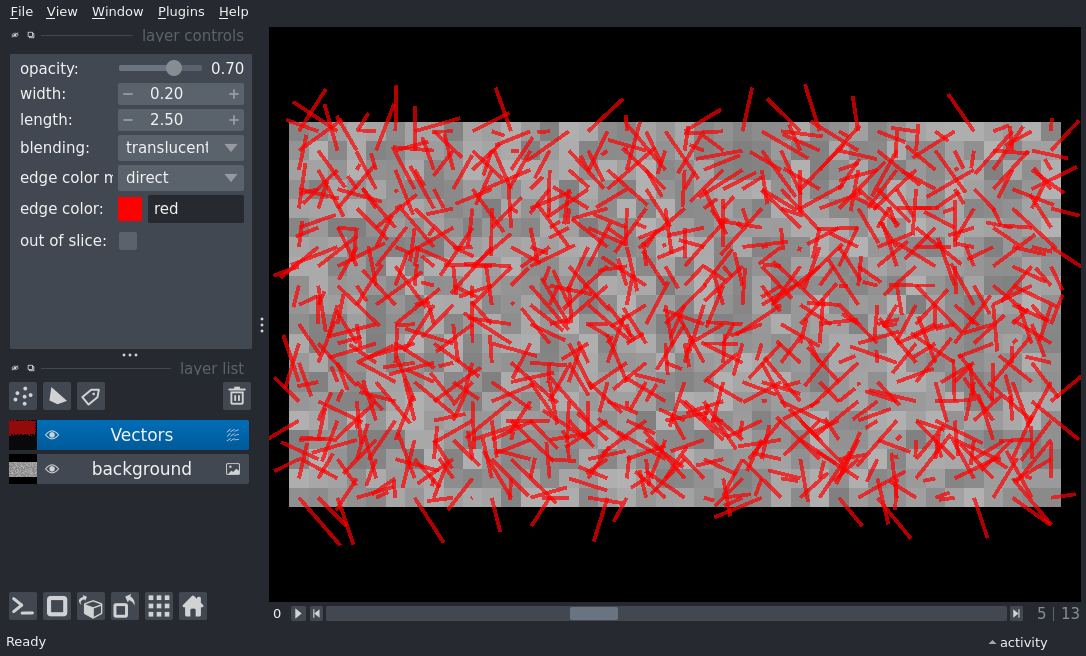 File View Window Plugins Help
layer controls
opacity: 0.70
width: 0.20
length: 2.50
blending: translucent
edge color m direct
edge color: red
out of slice:
layer list
Vectors
background
0 5 13
Ready activity